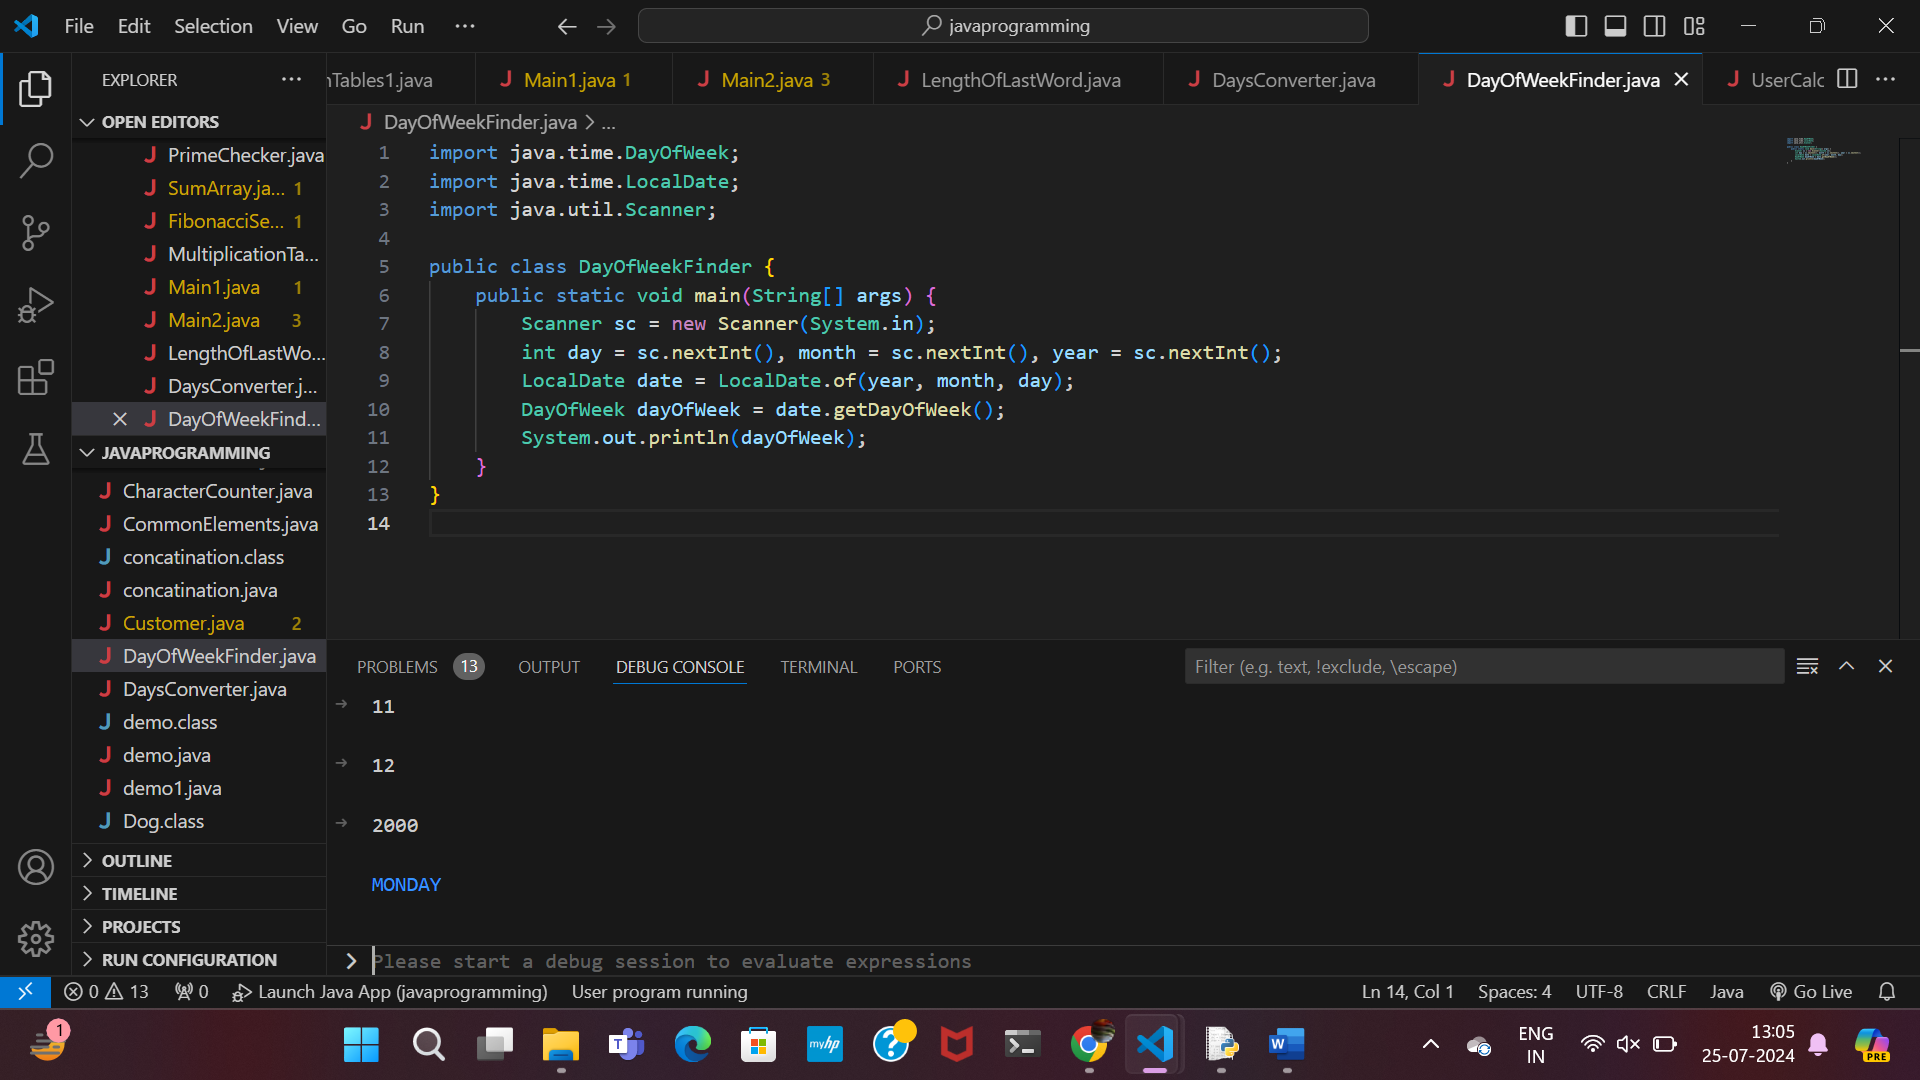 File Edit Selection View Go Run ··· javaprogramming
EXPLORER ···
nTables1.java Main1.java 1 Main2.java 3 LengthOfLastWord.java DaysConverter.java DayOfWeekFinder.java UserCalc ···
OPEN EDITORS
PrimeChecker.java
SumArray.ja... 1
FibonacciSe... 1
MultiplicationTa...
Main1.java 1
Main2.java 3
LengthOfLastWo...
DaysConverter.j...
DayOfWeekFind...
JAVAPROGRAMMING
CharacterCounter.java
CommonElements.java
concatination.class
concatination.java
Customer.java 2
DayOfWeekFinder.java
DaysConverter.java
demo.class
demo.java
demo1.java
Dog.class
OUTLINE
TIMELINE
PROJECTS
RUN CONFIGURATION
DayOfWeekFinder.java > ...
1 import java.time.DayOfWeek;
2 import java.time.LocalDate;
3 import java.util.Scanner;
4
5 public class DayOfWeekFinder {
6 public static void main(String[] args) {
7 Scanner sc = new Scanner(System.in);
8 int day = sc.nextInt(), month = sc.nextInt(), year = sc.nextInt();
9 LocalDate date = LocalDate.of(year, month, day);
10 DayOfWeek dayOfWeek = date.getDayOfWeek();
11 System.out.println(dayOfWeek);
12 }
13 }
14
PROBLEMS 13 OUTPUT DEBUG CONSOLE TERMINAL PORTS Filter (e.g. text, !exclude, \escape)
11
12
2000
MONDAY
Please start a debug session to evaluate expressions
0 13 0 Launch Java App (javaprogramming) User program running Ln 14, Col 1 Spaces: 4 UTF-8 CRLF Java Go Live
1
myhp
W
ENG
IN
13:05
25-07-2024
PRE